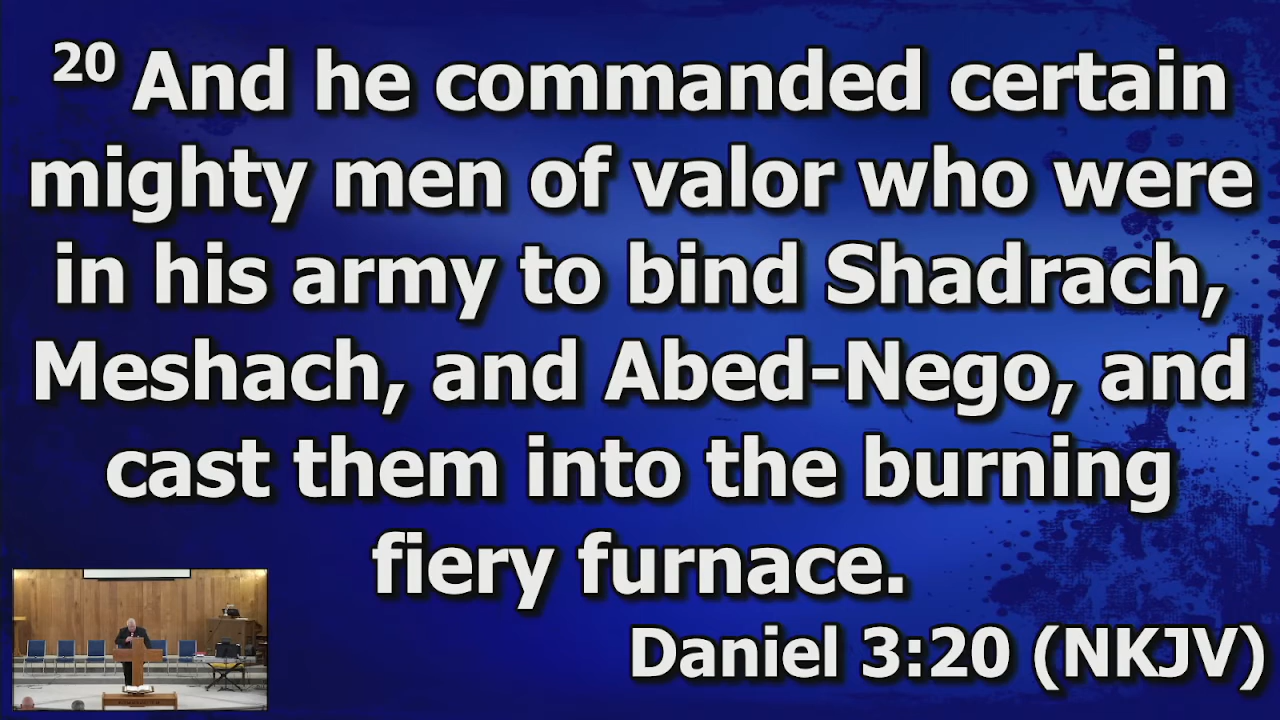 20 And he commanded certain
mighty men of valor who were
in his army to bind Shadrach,
Meshach, and Abed-Nego, and
cast them into the burning
fiery furnace.
Daniel 3:20 (NKJV)